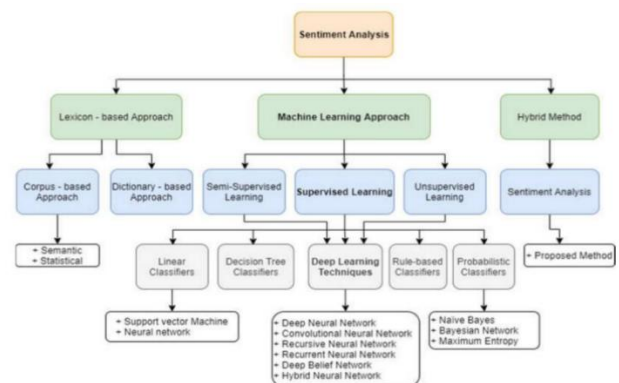 Sentiment Analysis
Lexicon - based Approach
Machine Learning Approach
Hybrid Method
Corpus - based
Approach
Dictionary - based
Approach
Semi-Supervised
Learning
Supervised Learning
Unsupervised
Learning
Sentiment Analysis
+ Semantic
+ Statistical
Linear
Classifiers
Decision Tree
Classifiers
Deep Learning
Techniques
Rule-based
Classifiers
Probabilistic
Classifiers
+ Proposed Method
+ Support vector Machine
+ Neural network
+ Deep Neural Network
+ Convolutional Neural Network
+ Recursive Neural Network
+ Recurrent Neural Network
+ Deep Belief Network
+ Hybrid Neural Network
+ Naïve Bayes
+ Bayesian Network
+ Maximum Entropy